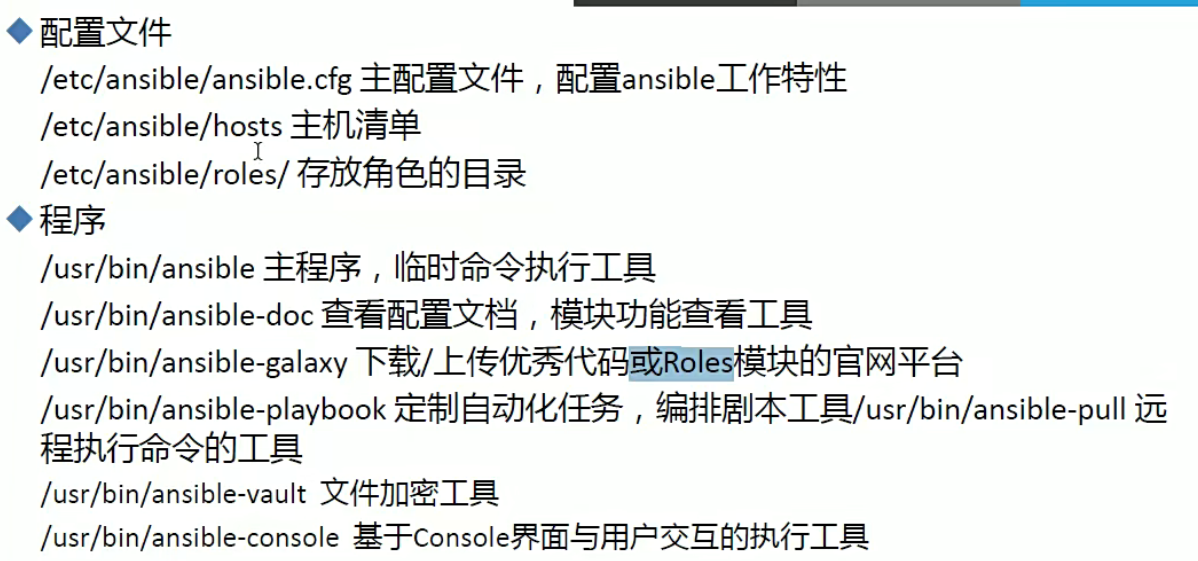 配置文件
/etc/ansible/ansible.cfg 主配置文件，配置ansible工作特性
/etc/ansible/hosts 主机清单
/etc/ansible/roles/ 存放角色的目录
程序
/usr/bin/ansible 主程序，临时命令执行工具
/usr/bin/ansible-doc 查看配置文档，模块功能查看工具
/usr/bin/ansible-galaxy 下载/上传优秀代码或Roles模块的官网平台
/usr/bin/ansible-playbook 定制自动化任务，编排剧本工具/usr/bin/ansible-pull 远
程执行命令的工具
/usr/bin/ansible-vault 文件加密工具
/usr/bin/ansible-console 基于Console界面与用户交互的执行工具